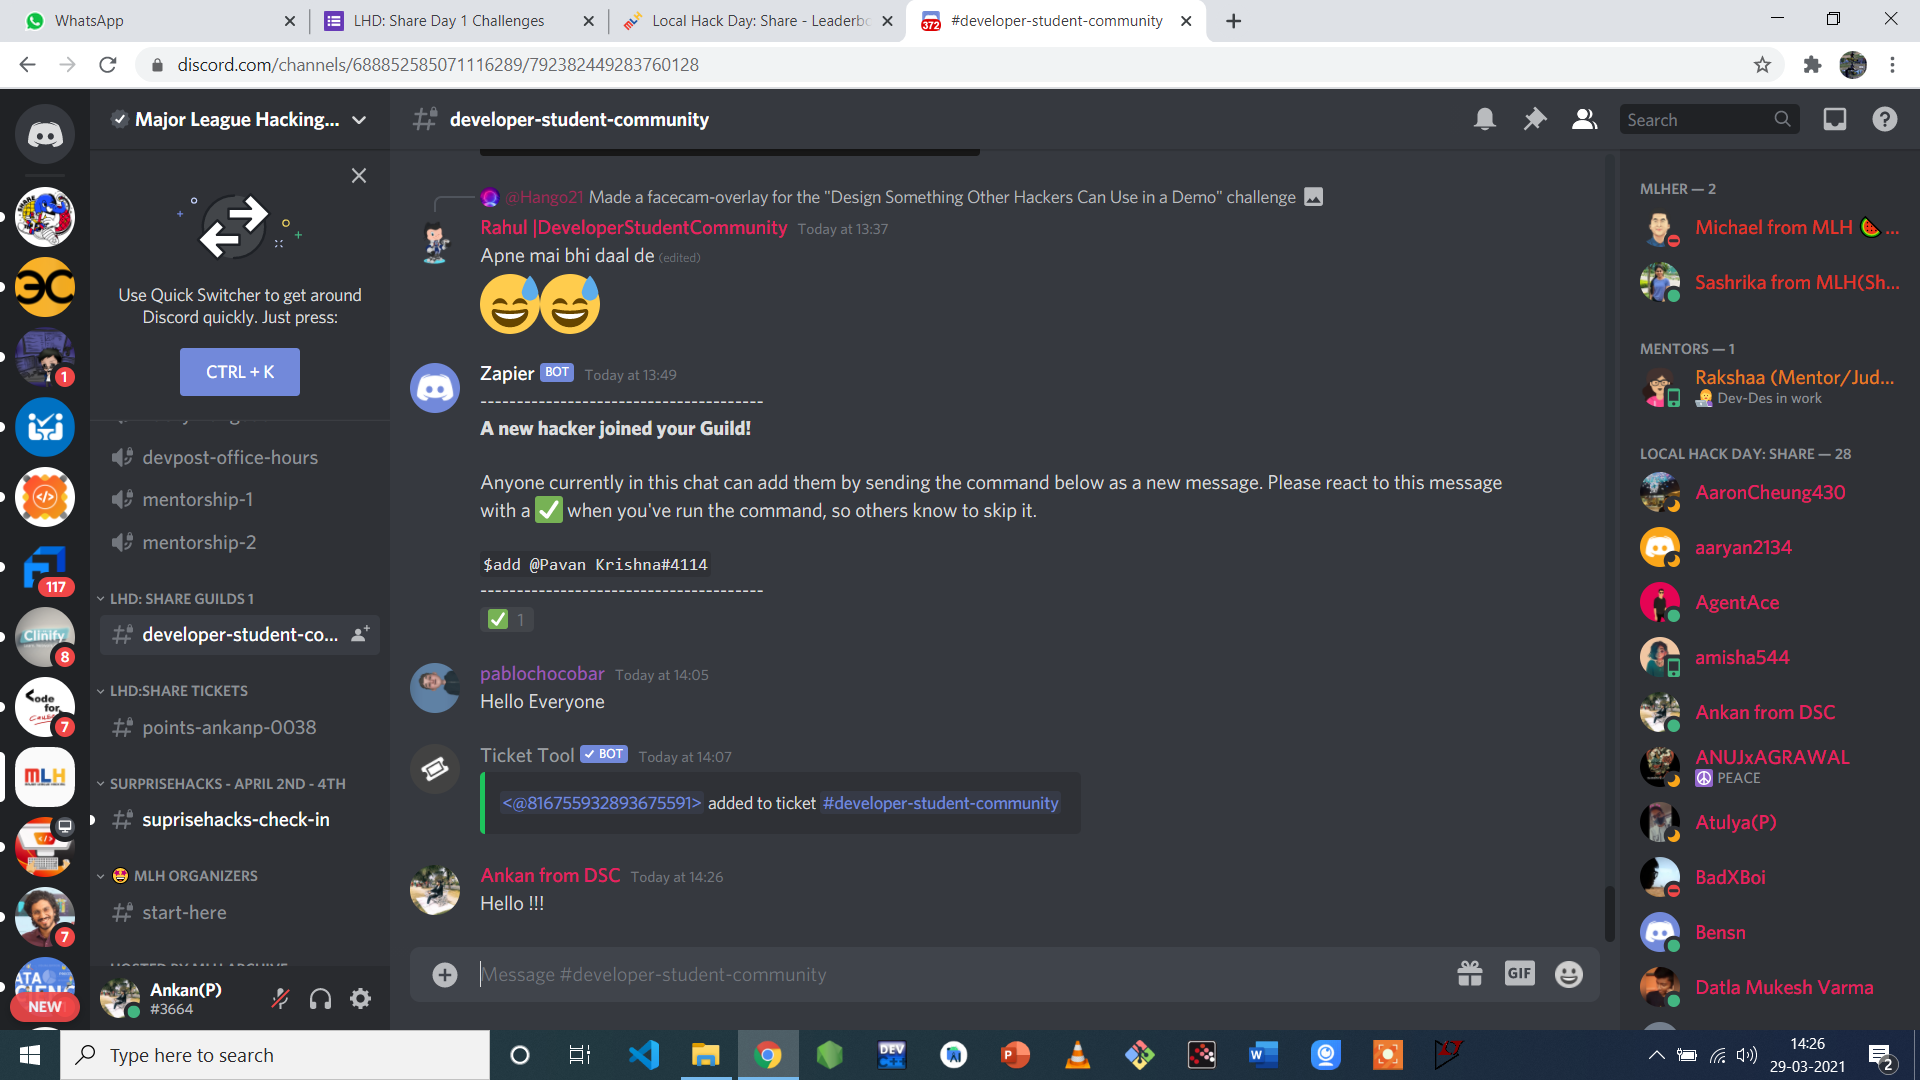 WhatsApp
LHD: Share Day 1 Challenges
Local Hack Day: Share - Leaderbo
372
#developer-student-community
discord.com/channels/688852585071116289/792382449283760128
Major League Hacking...
developer-student-community
Search
Use Quick Switcher to get around
Discord quickly. Just press:
CTRL + K
devpost-office-hours
mentorship-1
mentorship-2
LHD: SHARE GUILDS 1
developer-student-co...
LHD:SHARE TICKETS
points-ankanp-0038
SURPRISEHACKS - APRIL 2ND - 4TH
suprisehacks-check-in
MLH ORGANIZERS
start-here
HOSTED BY MLH ARCHIVE
Ankan(P)
#3664
1
117
Clinify
8
Code
for
Cause
7
MLH
7
NEW
@Hango21 Made a facecam-overlay for the "Design Something Other Hackers Can Use in a Demo" challenge
Rahul |DeveloperStudentCommunity Today at 13:37
Apne mai bhi daal de (edited)
Zapier BOT Today at 13:49
--------------------------------------
A new hacker joined your Guild!
Anyone currently in this chat can add them by sending the command below as a new message. Please react to this message
with a ✅ when you've run the command, so others know to skip it.
$add @Pavan Krishna#4114
--------------------------------------
✅ 1
pablochocobar Today at 14:05
Hello Everyone
Ticket Tool ✓ BOT Today at 14:07
<@816755932893675591> added to ticket #developer-student-community
Ankan from DSC Today at 14:26
Hello !!!
Message #developer-student-community
GIF
MLHER — 2
Michael from MLH 🍉 ...
Sashrika from MLH(Sh...
MENTORS — 1
Rakshaa (Mentor/Jud...
Dev-Des in work
LOCAL HACK DAY: SHARE — 28
AaronCheung430
aaryan2134
AgentAce
amisha544
Ankan from DSC
ANUJxAGRAWAL
☮ PEACE
Atulya(P)
BadXBoi
Bensn
Datla Mukesh Varma
Type here to search
DEV
C++
P
W
14:26
29-03-2021
2